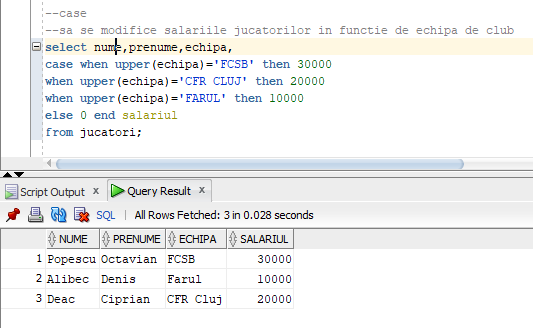 --case
--sa se modifice salariile jucatorilor in functie de echipa de club
select nume,prenume,echipa,
case when upper(echipa)='FCSB' then 30000
when upper(echipa)='CFR CLUJ' then 20000
when upper(echipa)='FARUL' then 10000
else 0 end salariul
from jucatori;
Script Output x Query Result x
SQL | All Rows Fetched: 3 in 0.028 seconds
NUME PRENUME ECHIPA SALARIUL
1 Popescu Octavian FCSB 30000
2 Alibec Denis Farul 10000
3 Deac Ciprian CFR Cluj 20000